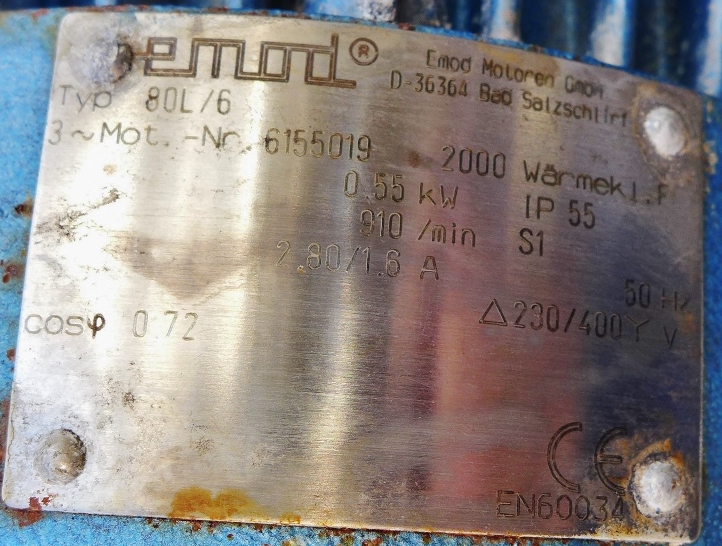 emod®
Emod Motoren GmbH
D-36364 Bad Salzschlirf
Typ 80L/6
3~Mot. -Nr. 6155019 2000 Wärmekl.F
0.55 kW IP 55
910 /min S1
2.80/1.6 A 50 Hz
cosφ 0.72 △230/400Y V
CE
EN60034